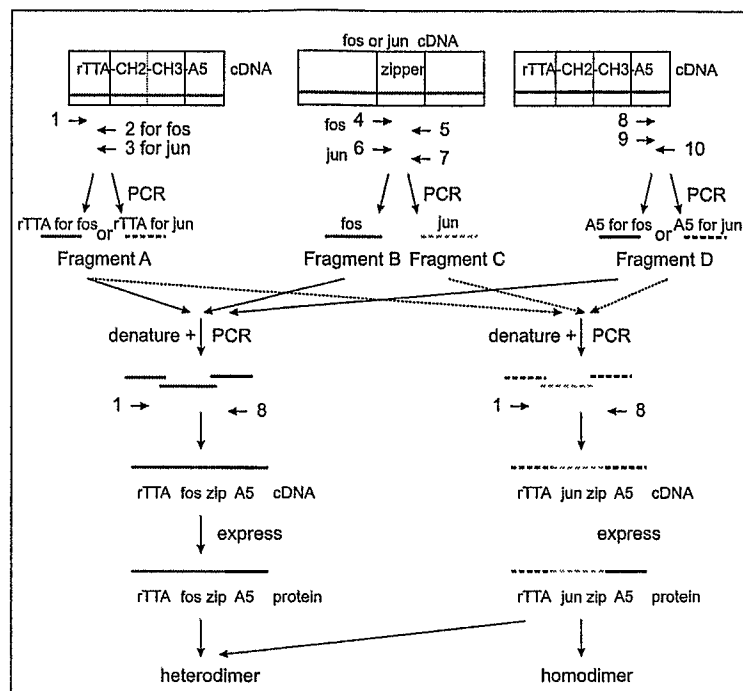 fos or jun cDNA
rTTA-CH2-CH3-A5 cDNA
zipper
rTTA-CH2-CH3-A5 cDNA
1
2 for fos
3 for jun
fos 4
5
jun 6
7
8
9
10
PCR
PCR
PCR
rTTA for fos or rTTA for jun
fos
jun
A5 for fos or A5 for jun
Fragment A
Fragment B
Fragment C
Fragment D
denature + PCR
denature + PCR
1
8
1
8
rTTA fos zip A5 cDNA
rTTA jun zip A5 cDNA
express
express
rTTA fos zip A5 protein
rTTA jun zip A5 protein
heterodimer
homodimer